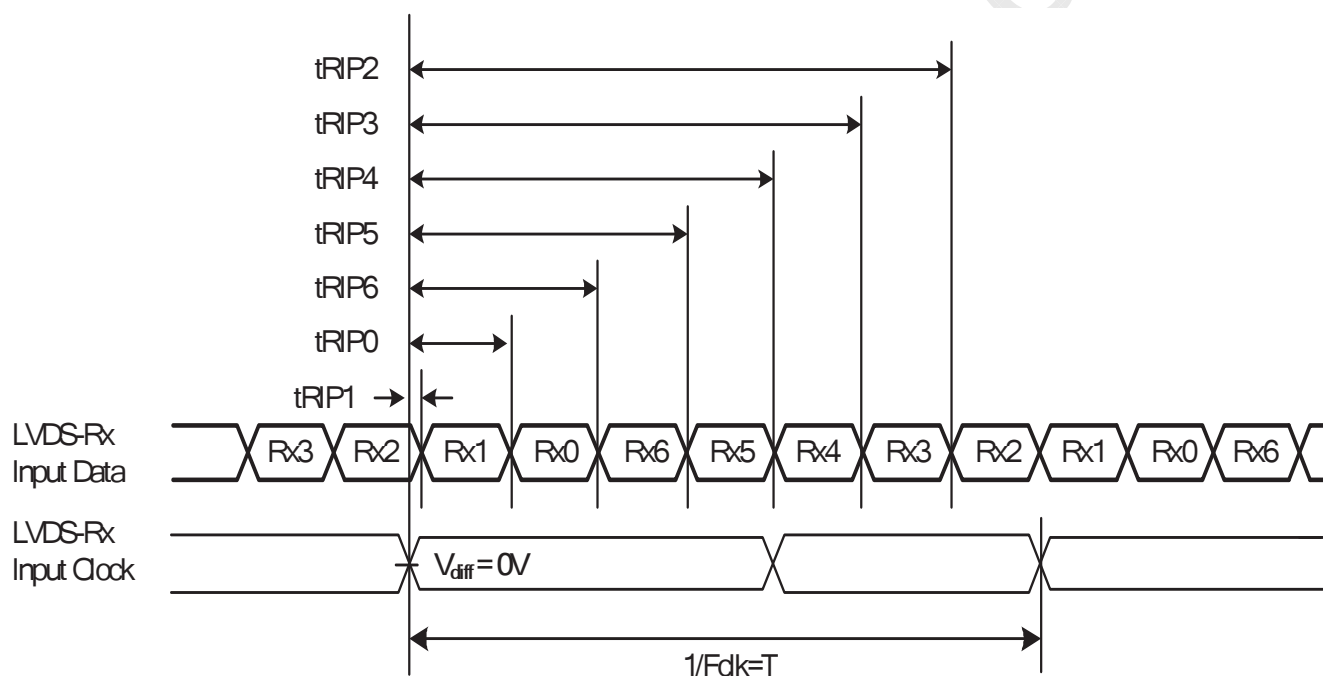 tRIP2
tRIP3
tRIP4
tRIP5
tRIP6
tRIP0
tRIP1
LVDS-Rx
Input Data
Rx3 Rx2 Rx1 Rx0 Rx6 Rx5 Rx4 Rx3 Rx2 Rx1 Rx0 Rx6
LVDS-Rx
Input Clock
Vdiff = 0V
1/Fclk=T